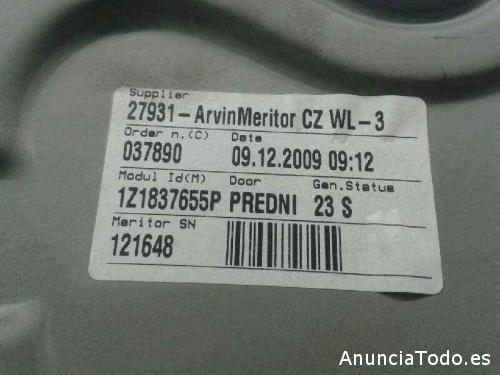 Supplier
27931-ArvinMeritor CZ WL-3
Order n.(C) Date
037890 09.12.2009 09:12
Modul Id(M) Door Gen.Status
1Z1837655P PREDNI 23 S
Meritor SN
121648
AnunciaTodo.es